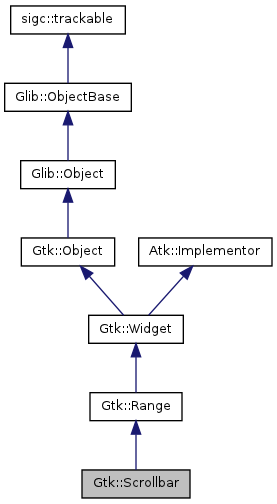 sigc::trackable
Glib::ObjectBase
Glib::Object
Gtk::Object
Atk::Implementor
Gtk::Widget
Gtk::Range
Gtk::Scrollbar